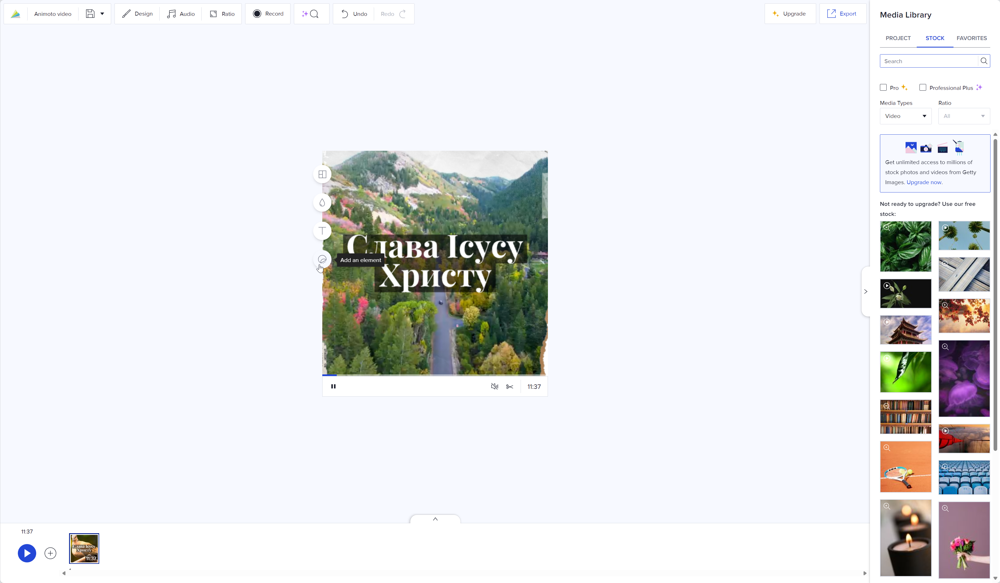 Animoto video
Design
Audio
Ratio
Record
Undo
Redo
Upgrade
Export
Media Library
PROJECT
STOCK
FAVORITES
Search
Pro
Professional Plus
Media Types
Ratio
Video
All
Get unlimited access to millions of
stock photos and videos from Getty
Images. Upgrade now.
Not ready to upgrade? Use our free
stock:
Слава Ісусу
Христу
Add an element
11:37
11:37
Слава Ісусу
Христу
11:37